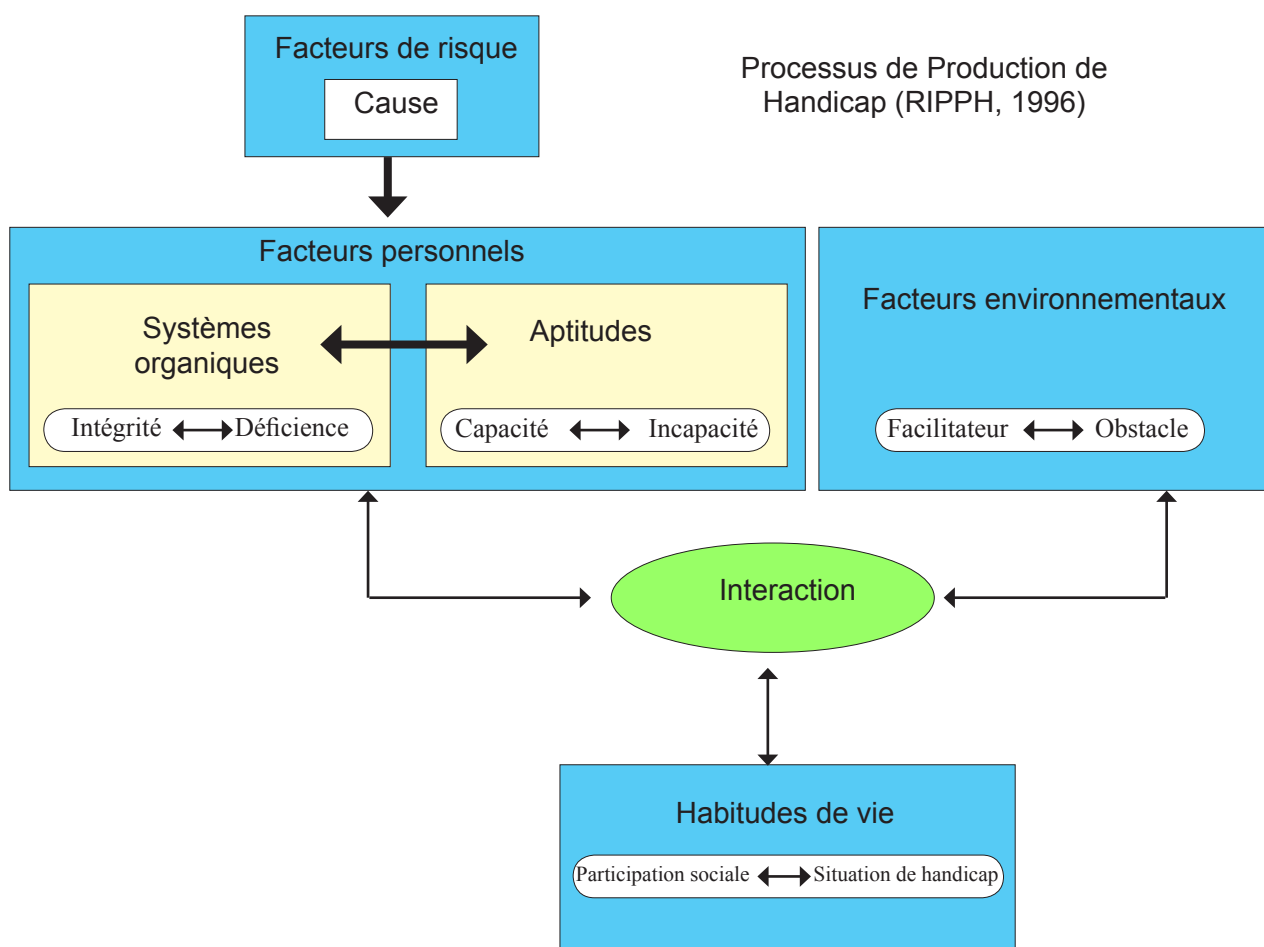 Facteurs de risque
Cause
Processus de Production de
Handicap (RIPPH, 1996)
Facteurs personnels
Systèmes
organiques
Intégrité Déficience
Aptitudes
Capacité Incapacité
Facteurs environnementaux
Facilitateur Obstacle
Interaction
Habitudes de vie
Participation sociale Situation de handicap